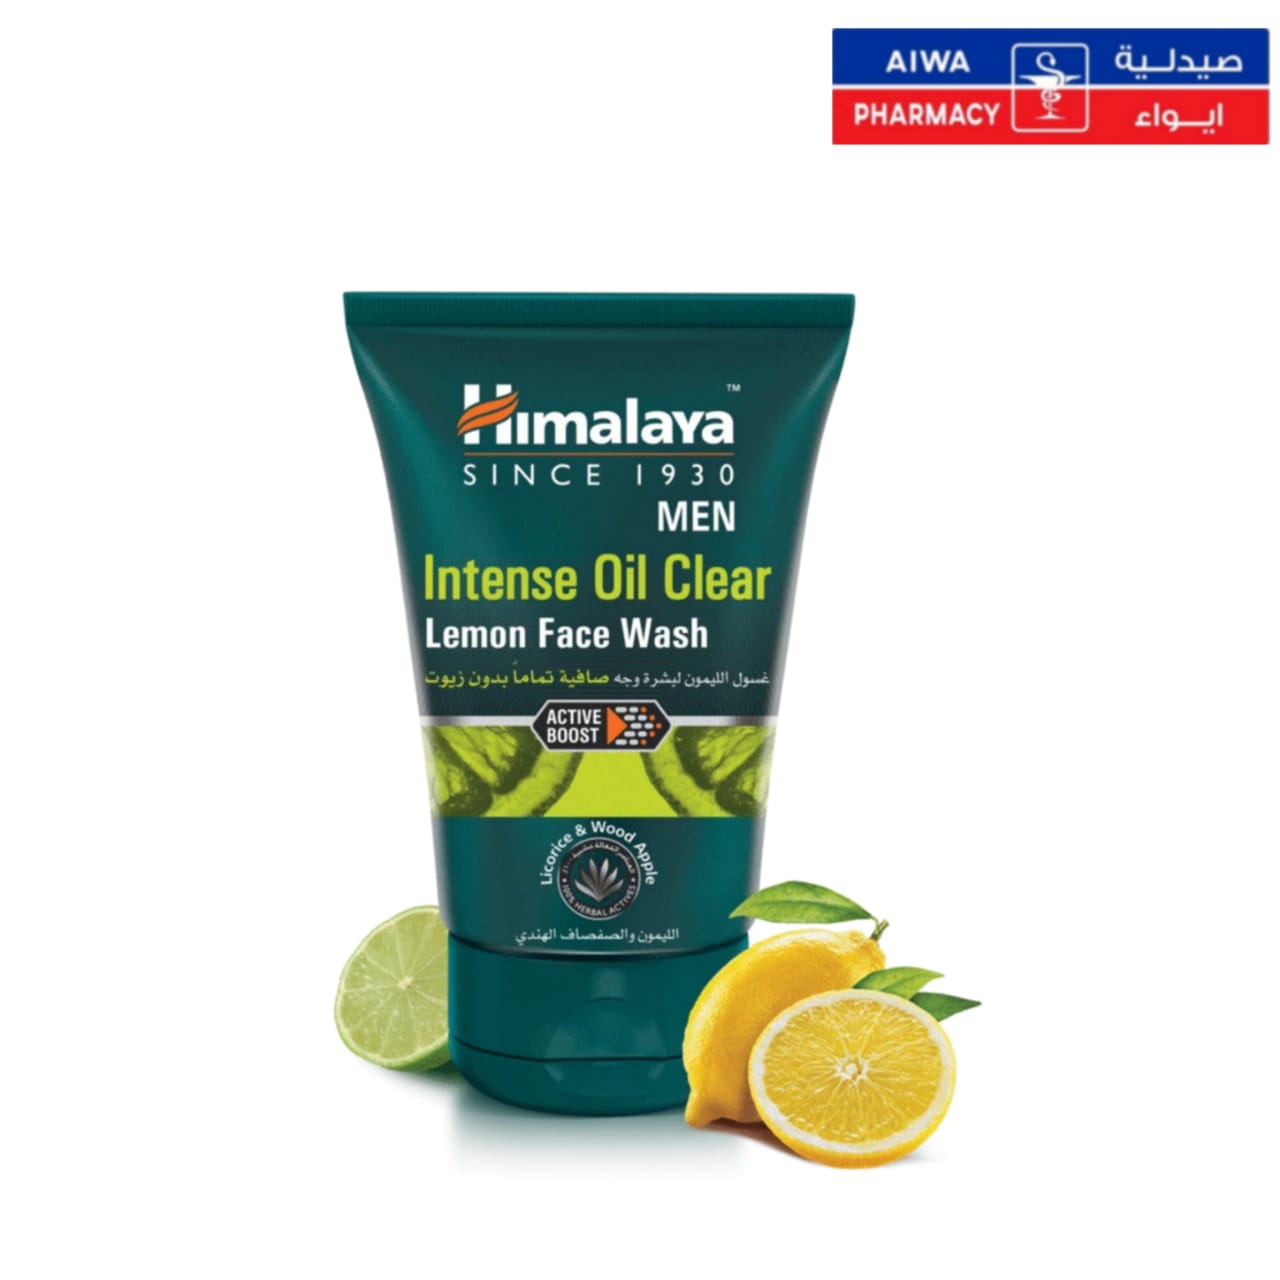 AIWA
PHARMACY
صيدلية
ايواء
Himalaya™
SINCE 1930
MEN
Intense Oil Clear
Lemon Face Wash
غسول الليمون لبشرة وجه صافية تماماً بدون زيوت
ACTIVE
BOOST
Licorice & Wood Apple
100% HERBAL ACTIVES
الليمون والصفصاف الهندي